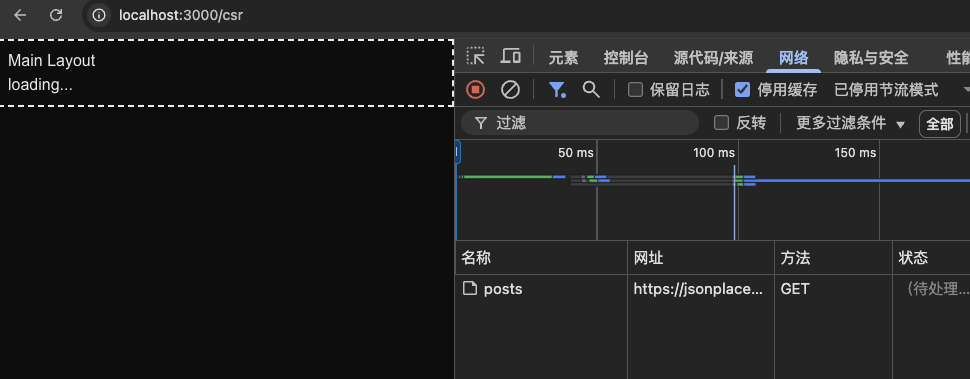 localhost:3000/csr
Main Layout
loading...
元素 控制台 源代码/来源 网络 隐私与安全 性能
保留日志 停用缓存 已停用节流模式
过滤 反转 更多过滤条件 全部
50 ms 100 ms 150 ms
名称 网址 方法 状态
posts https://jsonplace... GET （待处理...